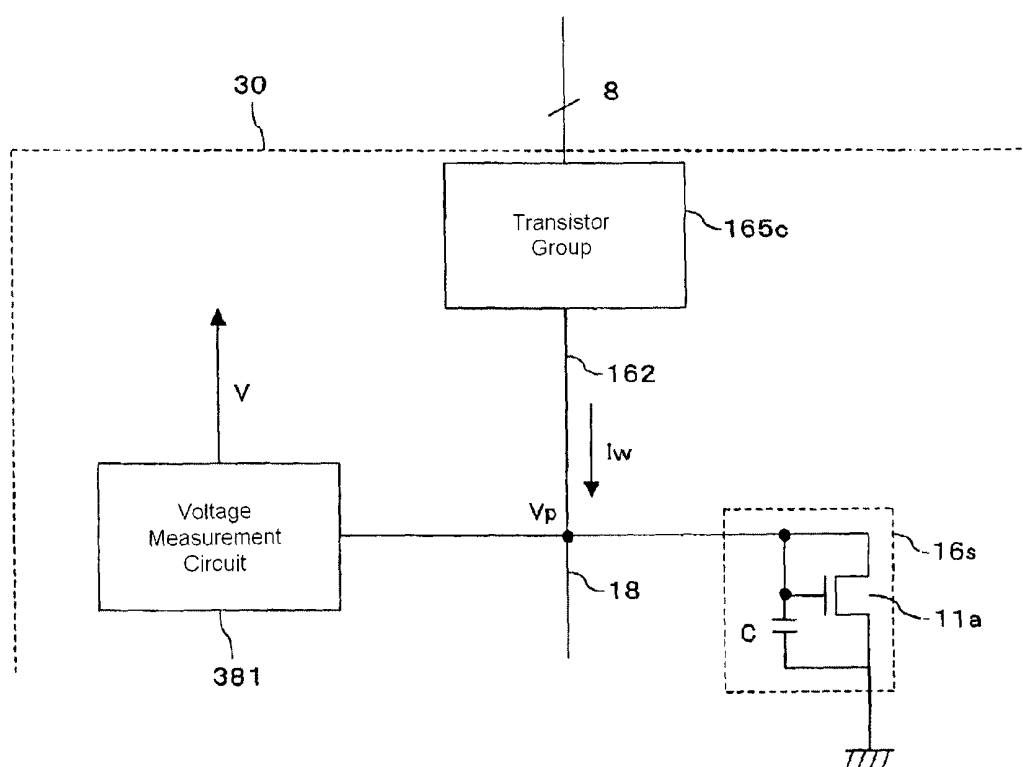 30
8
Transistor
Group
165c
162
V
Iw
Voltage
Measurement
Circuit
Vp
16s
18
C
11a
381